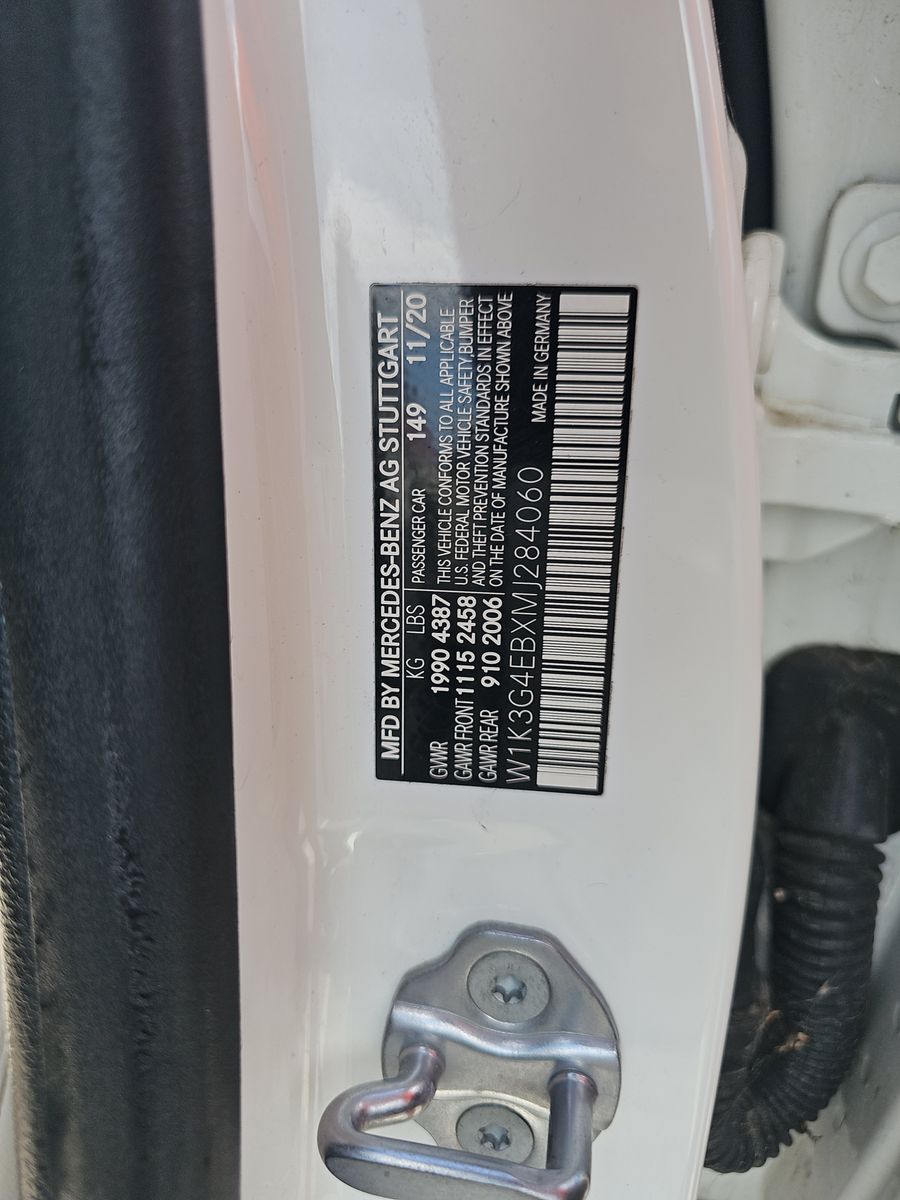 MFD BY MERCEDES-BENZ AG STUTTGART
KG LBS PASSENGER CAR 149 11/20
GVWR 1990 4387 THIS VEHICLE CONFORMS TO ALL APPLICABLE
GAWR FRONT 1115 2458 U.S. FEDERAL MOTOR VEHICLE SAFETY,BUMPER
GAWR REAR 910 2006 AND THEFT PREVENTION STANDARDS IN EFFECT
ON THE DATE OF MANUFACTURE SHOWN ABOVE
W1K3G4EBXMJ284060 MADE IN GERMANY